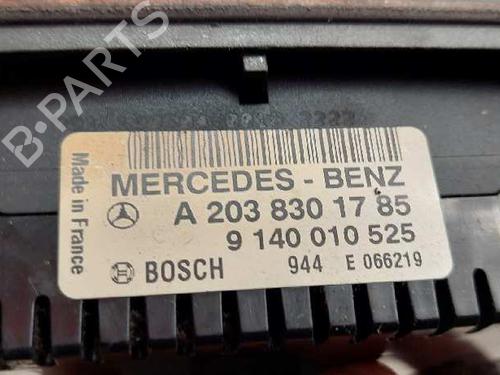 B-PARTS
Made in France
MERCEDES - BENZ
A 203 830 17 85
9 140 010 525
BOSCH 944 E 066219